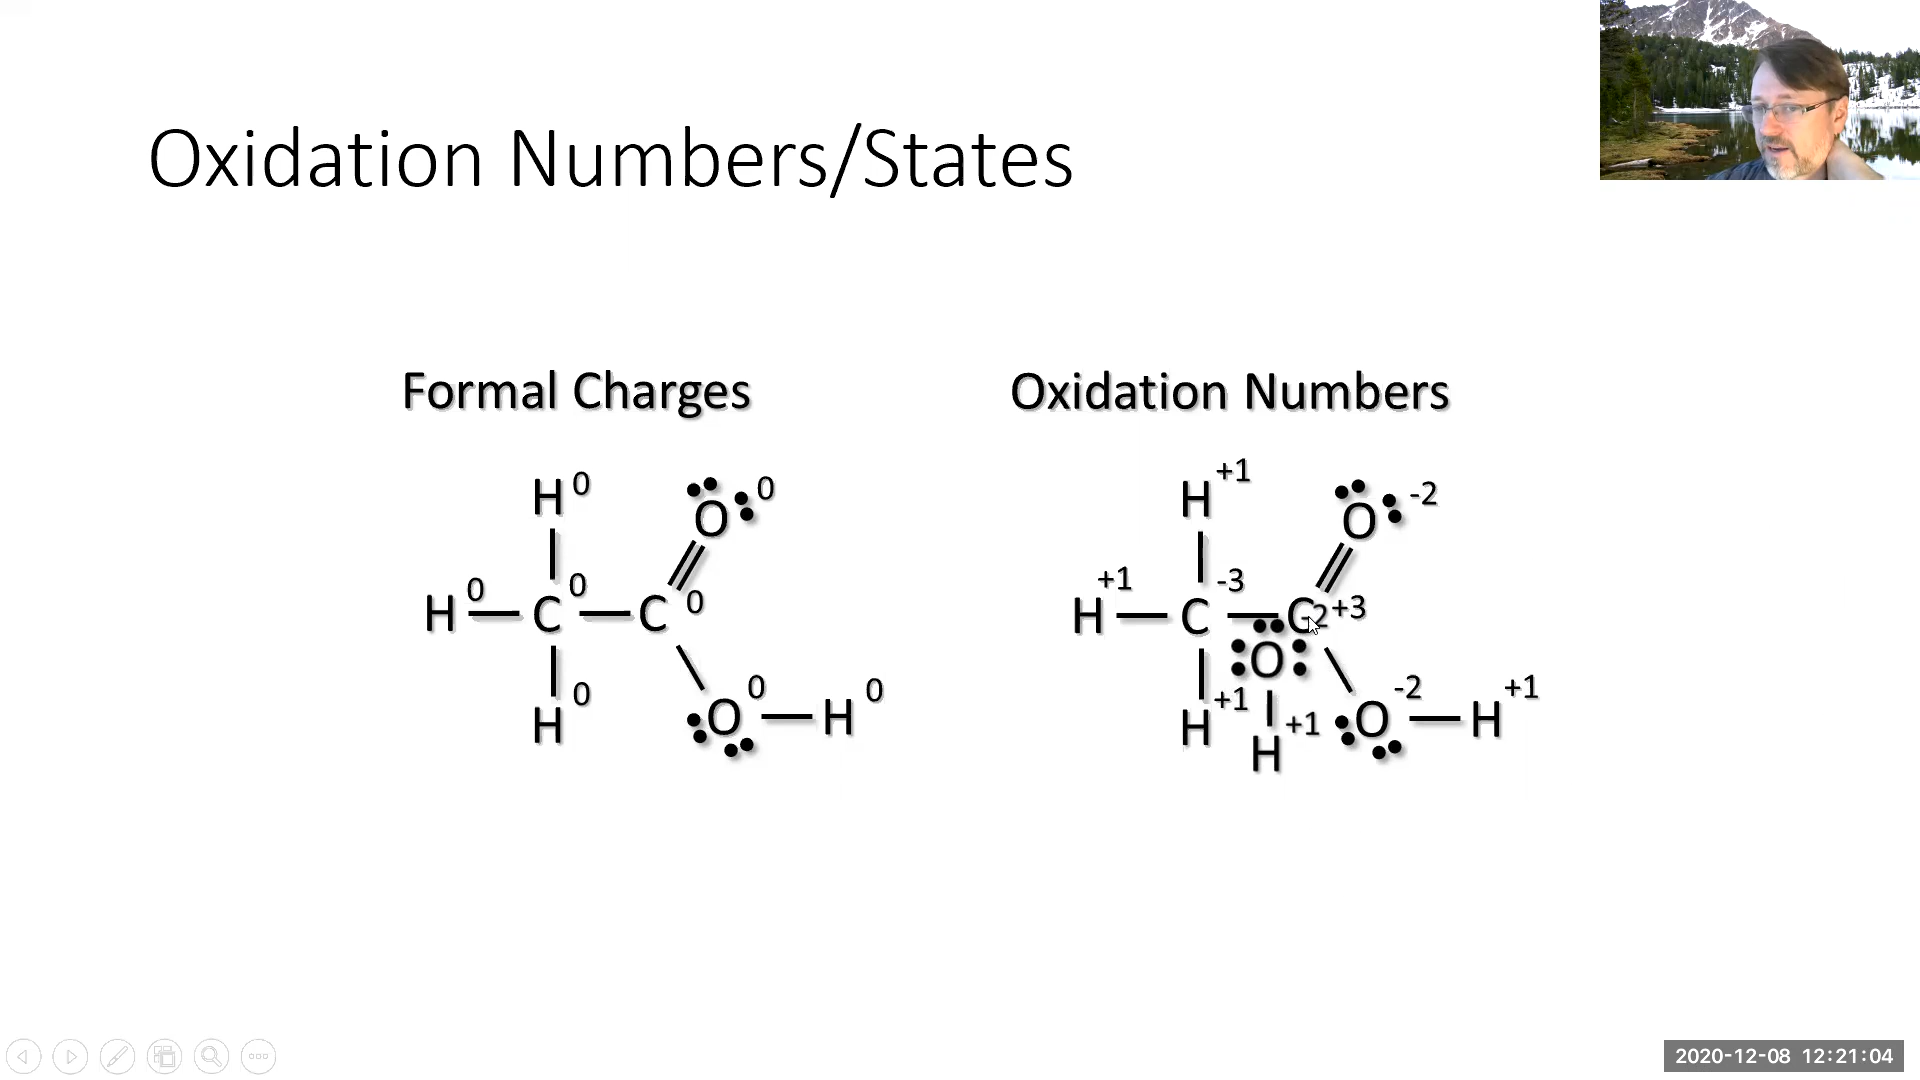 Oxidation Numbers/States
Formal Charges
H 0
O 0
H 0 C 0 C 0
H 0
O 0 H 0
Oxidation Numbers
H +1
O -2
H +1 C -3 C +3
-2
O
H +1
O -2 H +1
H +1
2020-12-08 12:21:04